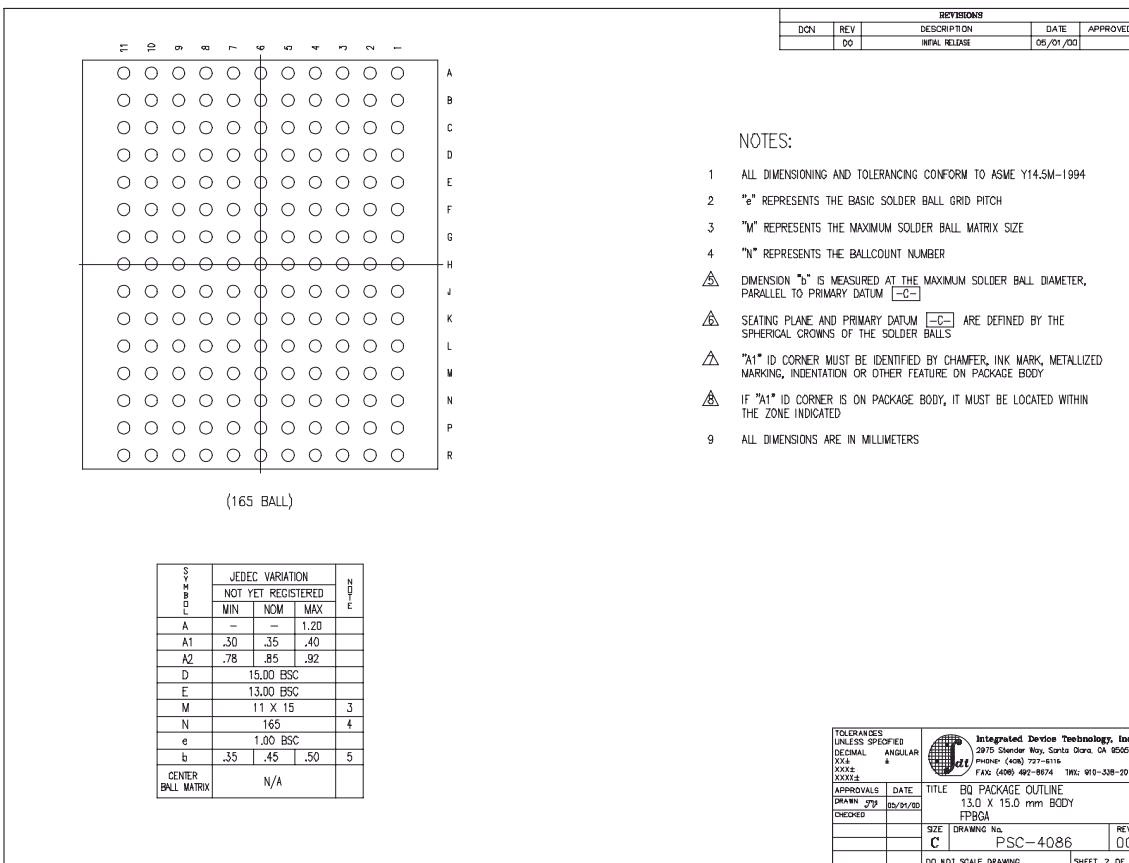 REVISIONS
DCN REV DESCRIPTION DATE APPROVED
DO INITIAL RELEASE 05/01/00
11 10 9 8 7 6 5 4 3 2 1
A
B
C
D
E
F
G
H
J
K
L
M
N
P
R
(165 BALL)
NOTES:
1 ALL DIMENSIONING AND TOLERANCING CONFORM TO ASME Y14.5M-1994
2 "e" REPRESENTS THE BASIC SOLDER BALL GRID PITCH
3 "M" REPRESENTS THE MAXIMUM SOLDER BALL MATRIX SIZE
4 "N" REPRESENTS THE BALLCOUNT NUMBER
5 DIMENSION "b" IS MEASURED AT THE MAXIMUM SOLDER BALL DIAMETER,
PARALLEL TO PRIMARY DATUM -C-
6 SEATING PLANE AND PRIMARY DATUM -C- ARE DEFINED BY THE
SPHERICAL CROWNS OF THE SOLDER BALLS
7 "A1" ID CORNER MUST BE IDENTIFIED BY CHAMFER, INK MARK, METALLIZED
MARKING, INDENTATION OR OTHER FEATURE ON PACKAGE BODY
8 IF "A1" ID CORNER IS ON PACKAGE BODY, IT MUST BE LOCATED WITHIN
THE ZONE INDICATED
9 ALL DIMENSIONS ARE IN MILLIMETERS
SYMBOL JEDEC VARIATION NOTE
NOT YET REGISTERED
MIN NOM MAX
A - - 1.20
A1 .30 .35 .40
A2 .78 .85 .92
D 15.00 BSC
E 13.00 BSC
M 11 X 15 3
N 165 4
e 1.00 BSC
b .35 .45 .50 5
CENTER
BALL MATRIX N/A
TOLERANCES
UNLESS SPECIFIED
DECIMAL ANGULAR
XX± ±
XXX±
XXXX±
idt
Integrated Device Technology, Inc
2975 Stender Way, Santa Clara, CA 9505
PHONE: (408) 727-6116
FAX: (408) 492-8674 TWX: 910-338-20
APPROVALS DATE
DRAWN 05/01/00
CHECKED
TITLE BQ PACKAGE OUTLINE
13.0 X 15.0 mm BODY
FPBGA
SIZE DRAWING No. REV
C PSC-4086 00
DO NOT SCALE DRAWING SHEET 2 OF